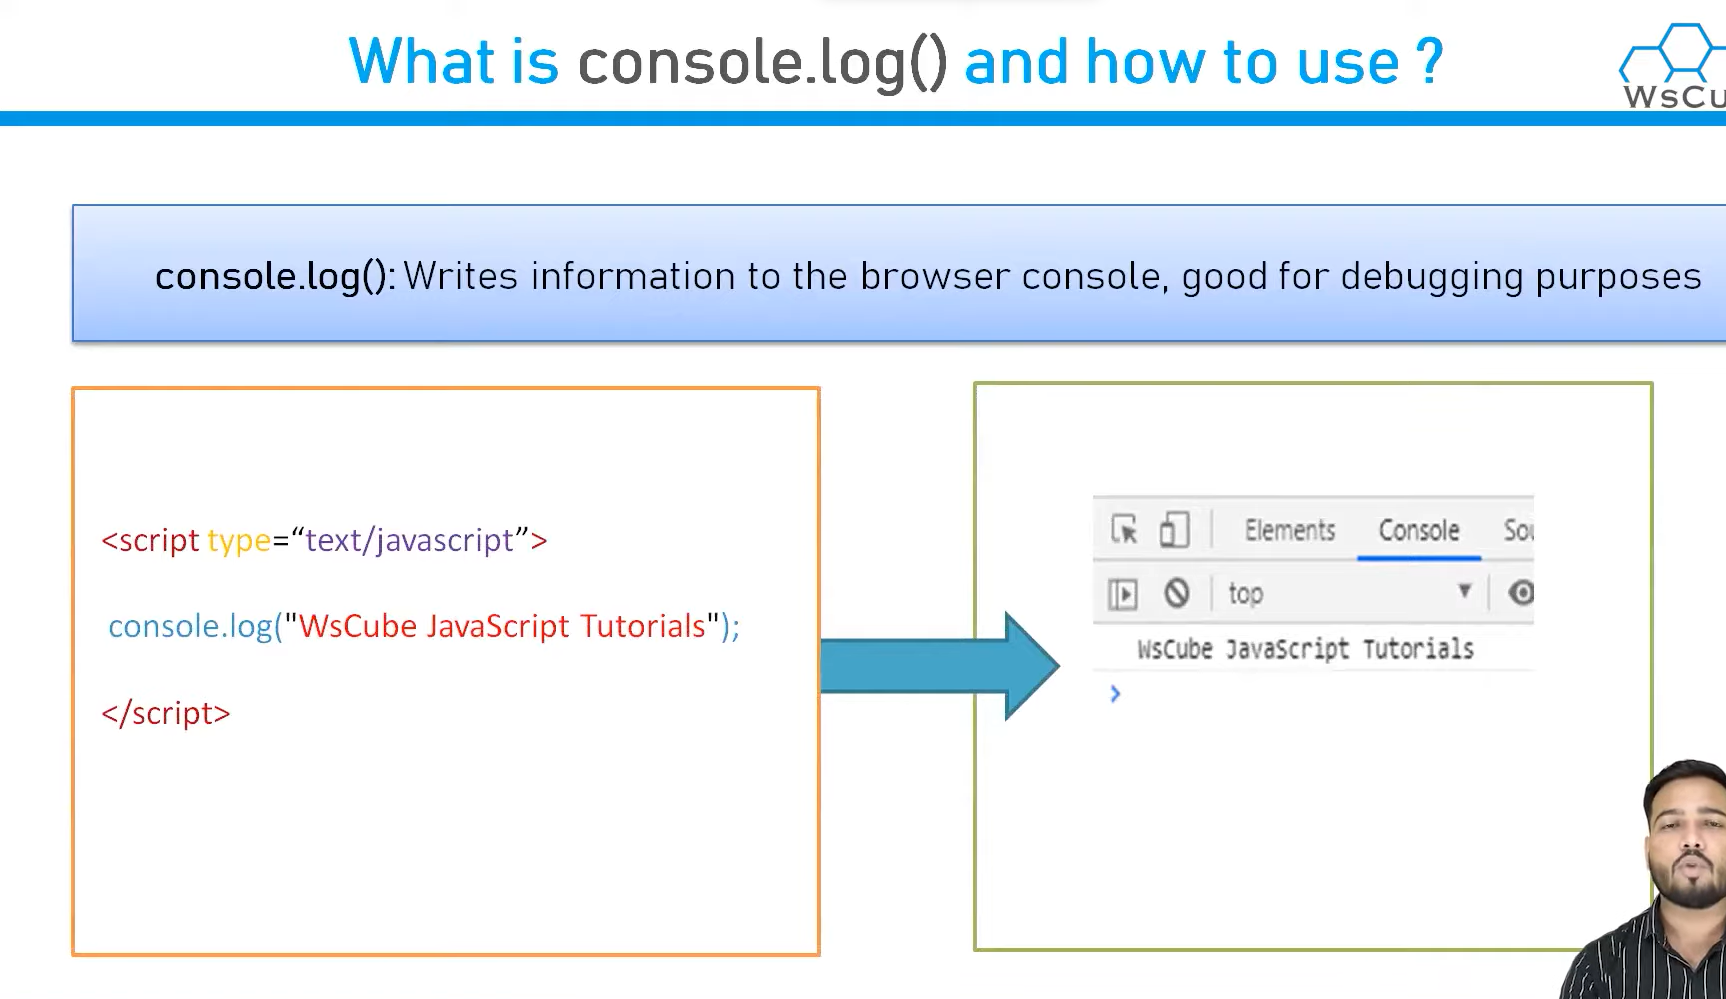 What is console.log() and how to use ?
WsCu
console.log(): Writes information to the browser console, good for debugging purposes
<script type=“text/javascript”>
console.log("WsCube JavaScript Tutorials");
</script>
Elements Console Sou
top
WsCube JavaScript Tutorials